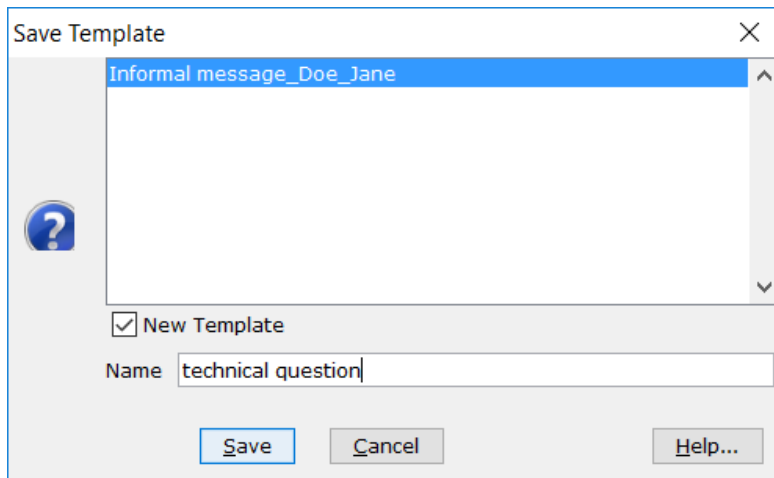 Save Template
Informal message_Doe_Jane
New Template
Name technical question
Save Cancel Help...